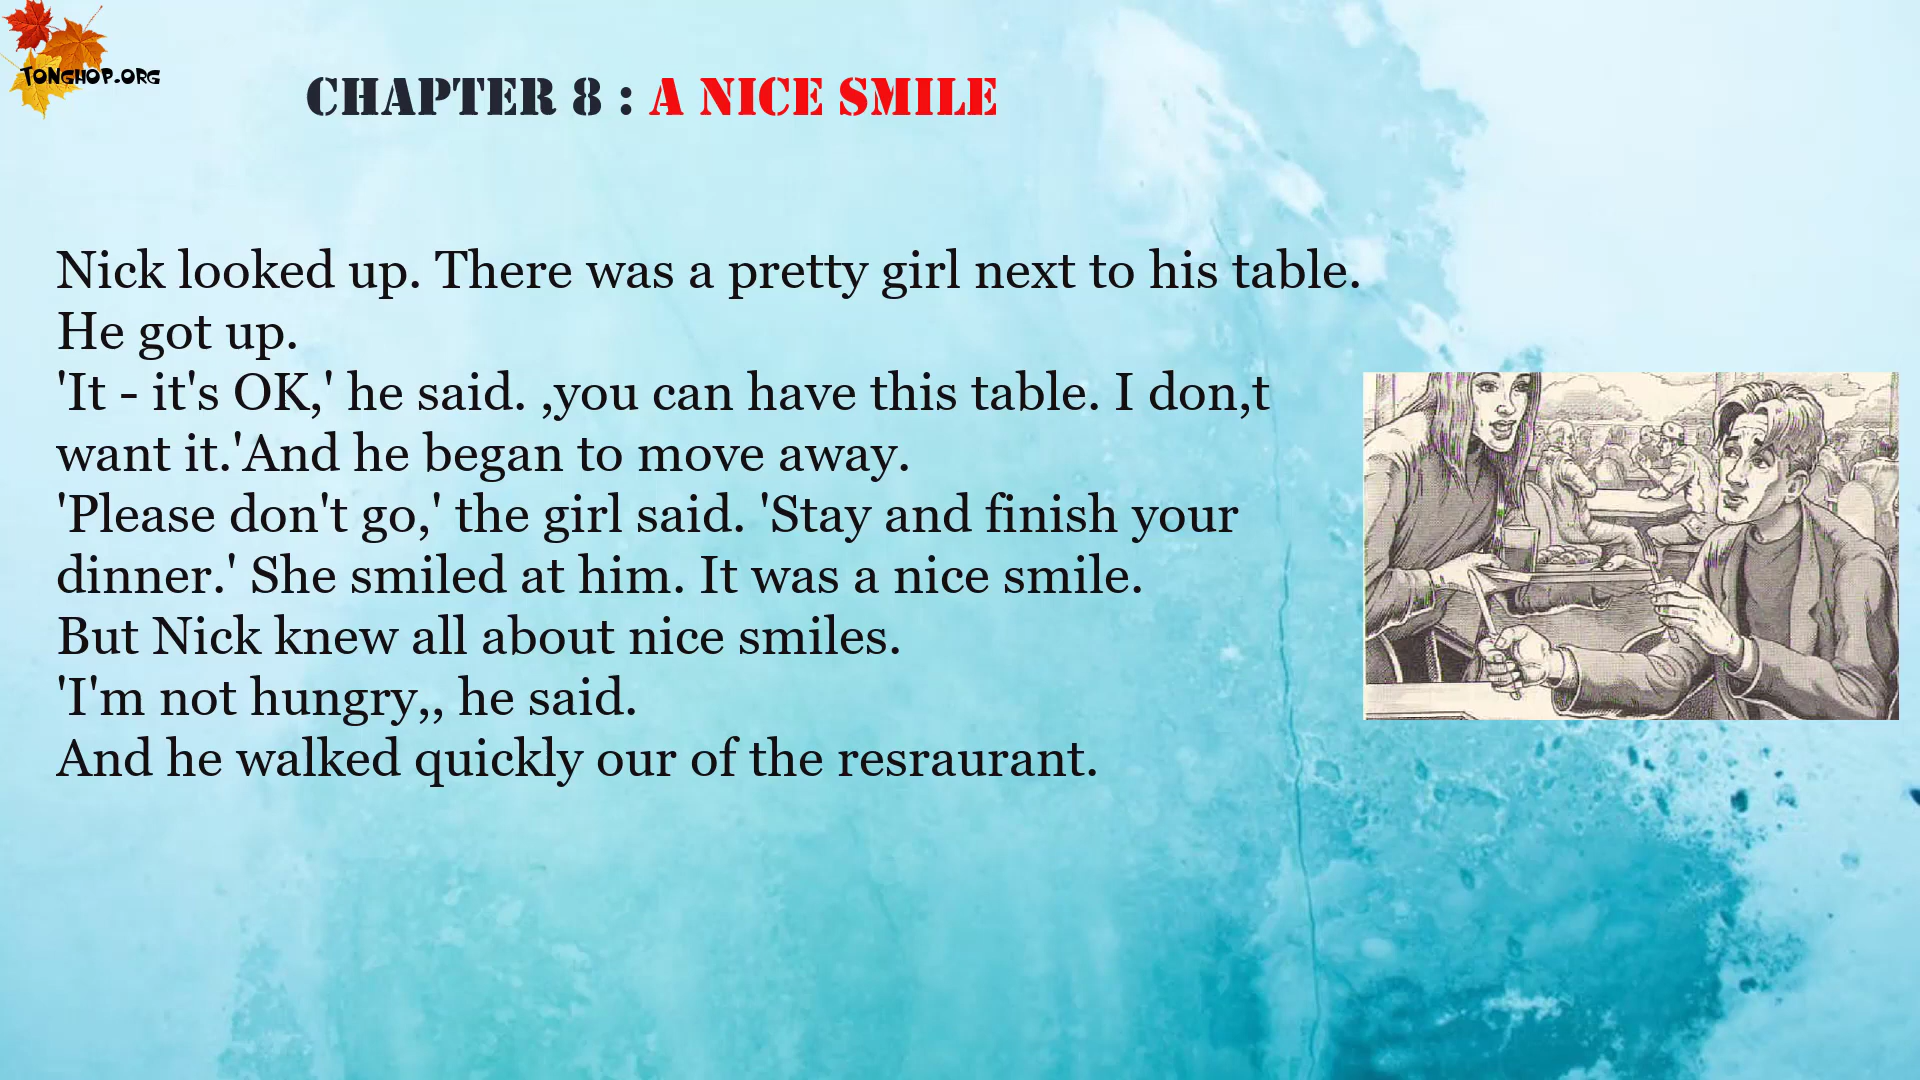 TONGHOP.ORG
CHAPTER 8 : A NICE SMILE
Nick looked up. There was a pretty girl next to his table.
He got up.
'It - it's OK,' he said. ,you can have this table. I don,t
want it.'And he began to move away.
'Please don't go,' the girl said. 'Stay and finish your
dinner.' She smiled at him. It was a nice smile.
But Nick knew all about nice smiles.
'I'm not hungry,, he said.
And he walked quickly our of the resraurant.